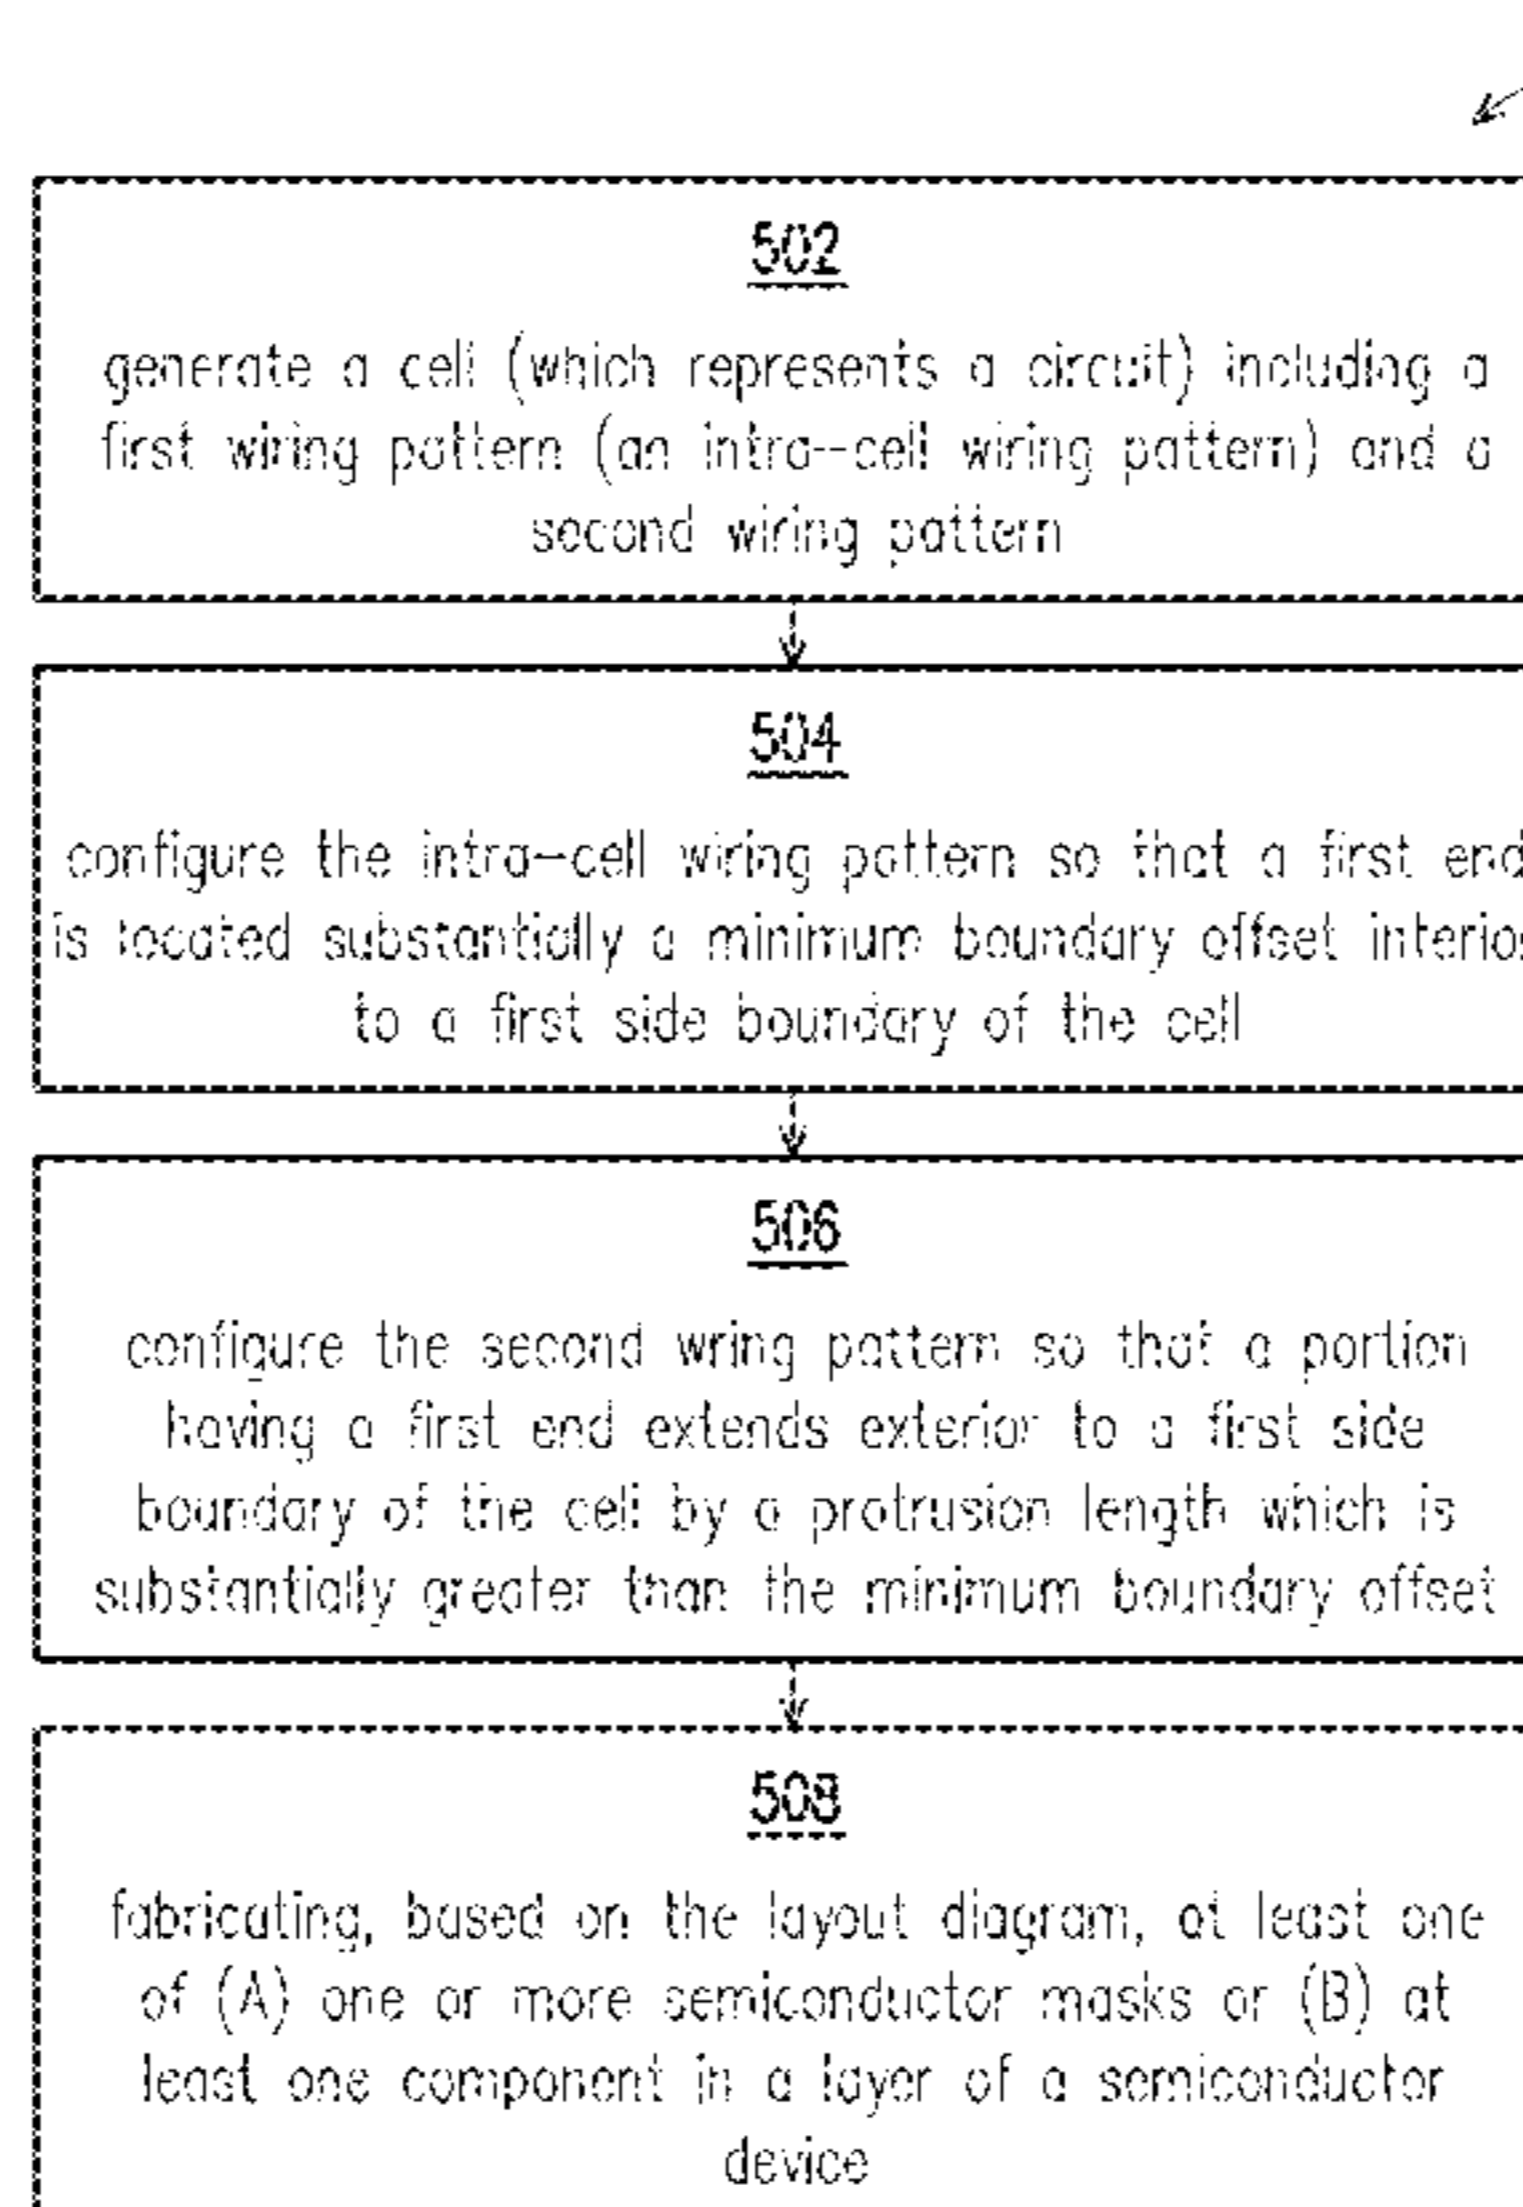 502
generate a cell (which represents a circuit) including a
first wiring pattern (an intra-cell wiring pattern) and a
second wiring pattern
504
configure the intra-cell wiring pattern so that a first end
is located substantially a minimum boundary offset interio
to a first side boundary of the cell
506
configure the second wring pattern so that a portion
having a first end extends exterior to a first side
boundary of the cell by a protrusion length which is
substantially greater than the minimum boundary offset
508
fabricating, based on the layout diagram, at least one
of (A) one or more semiconductor masks or (B) at
least one component in a layer of a semiconductor
device